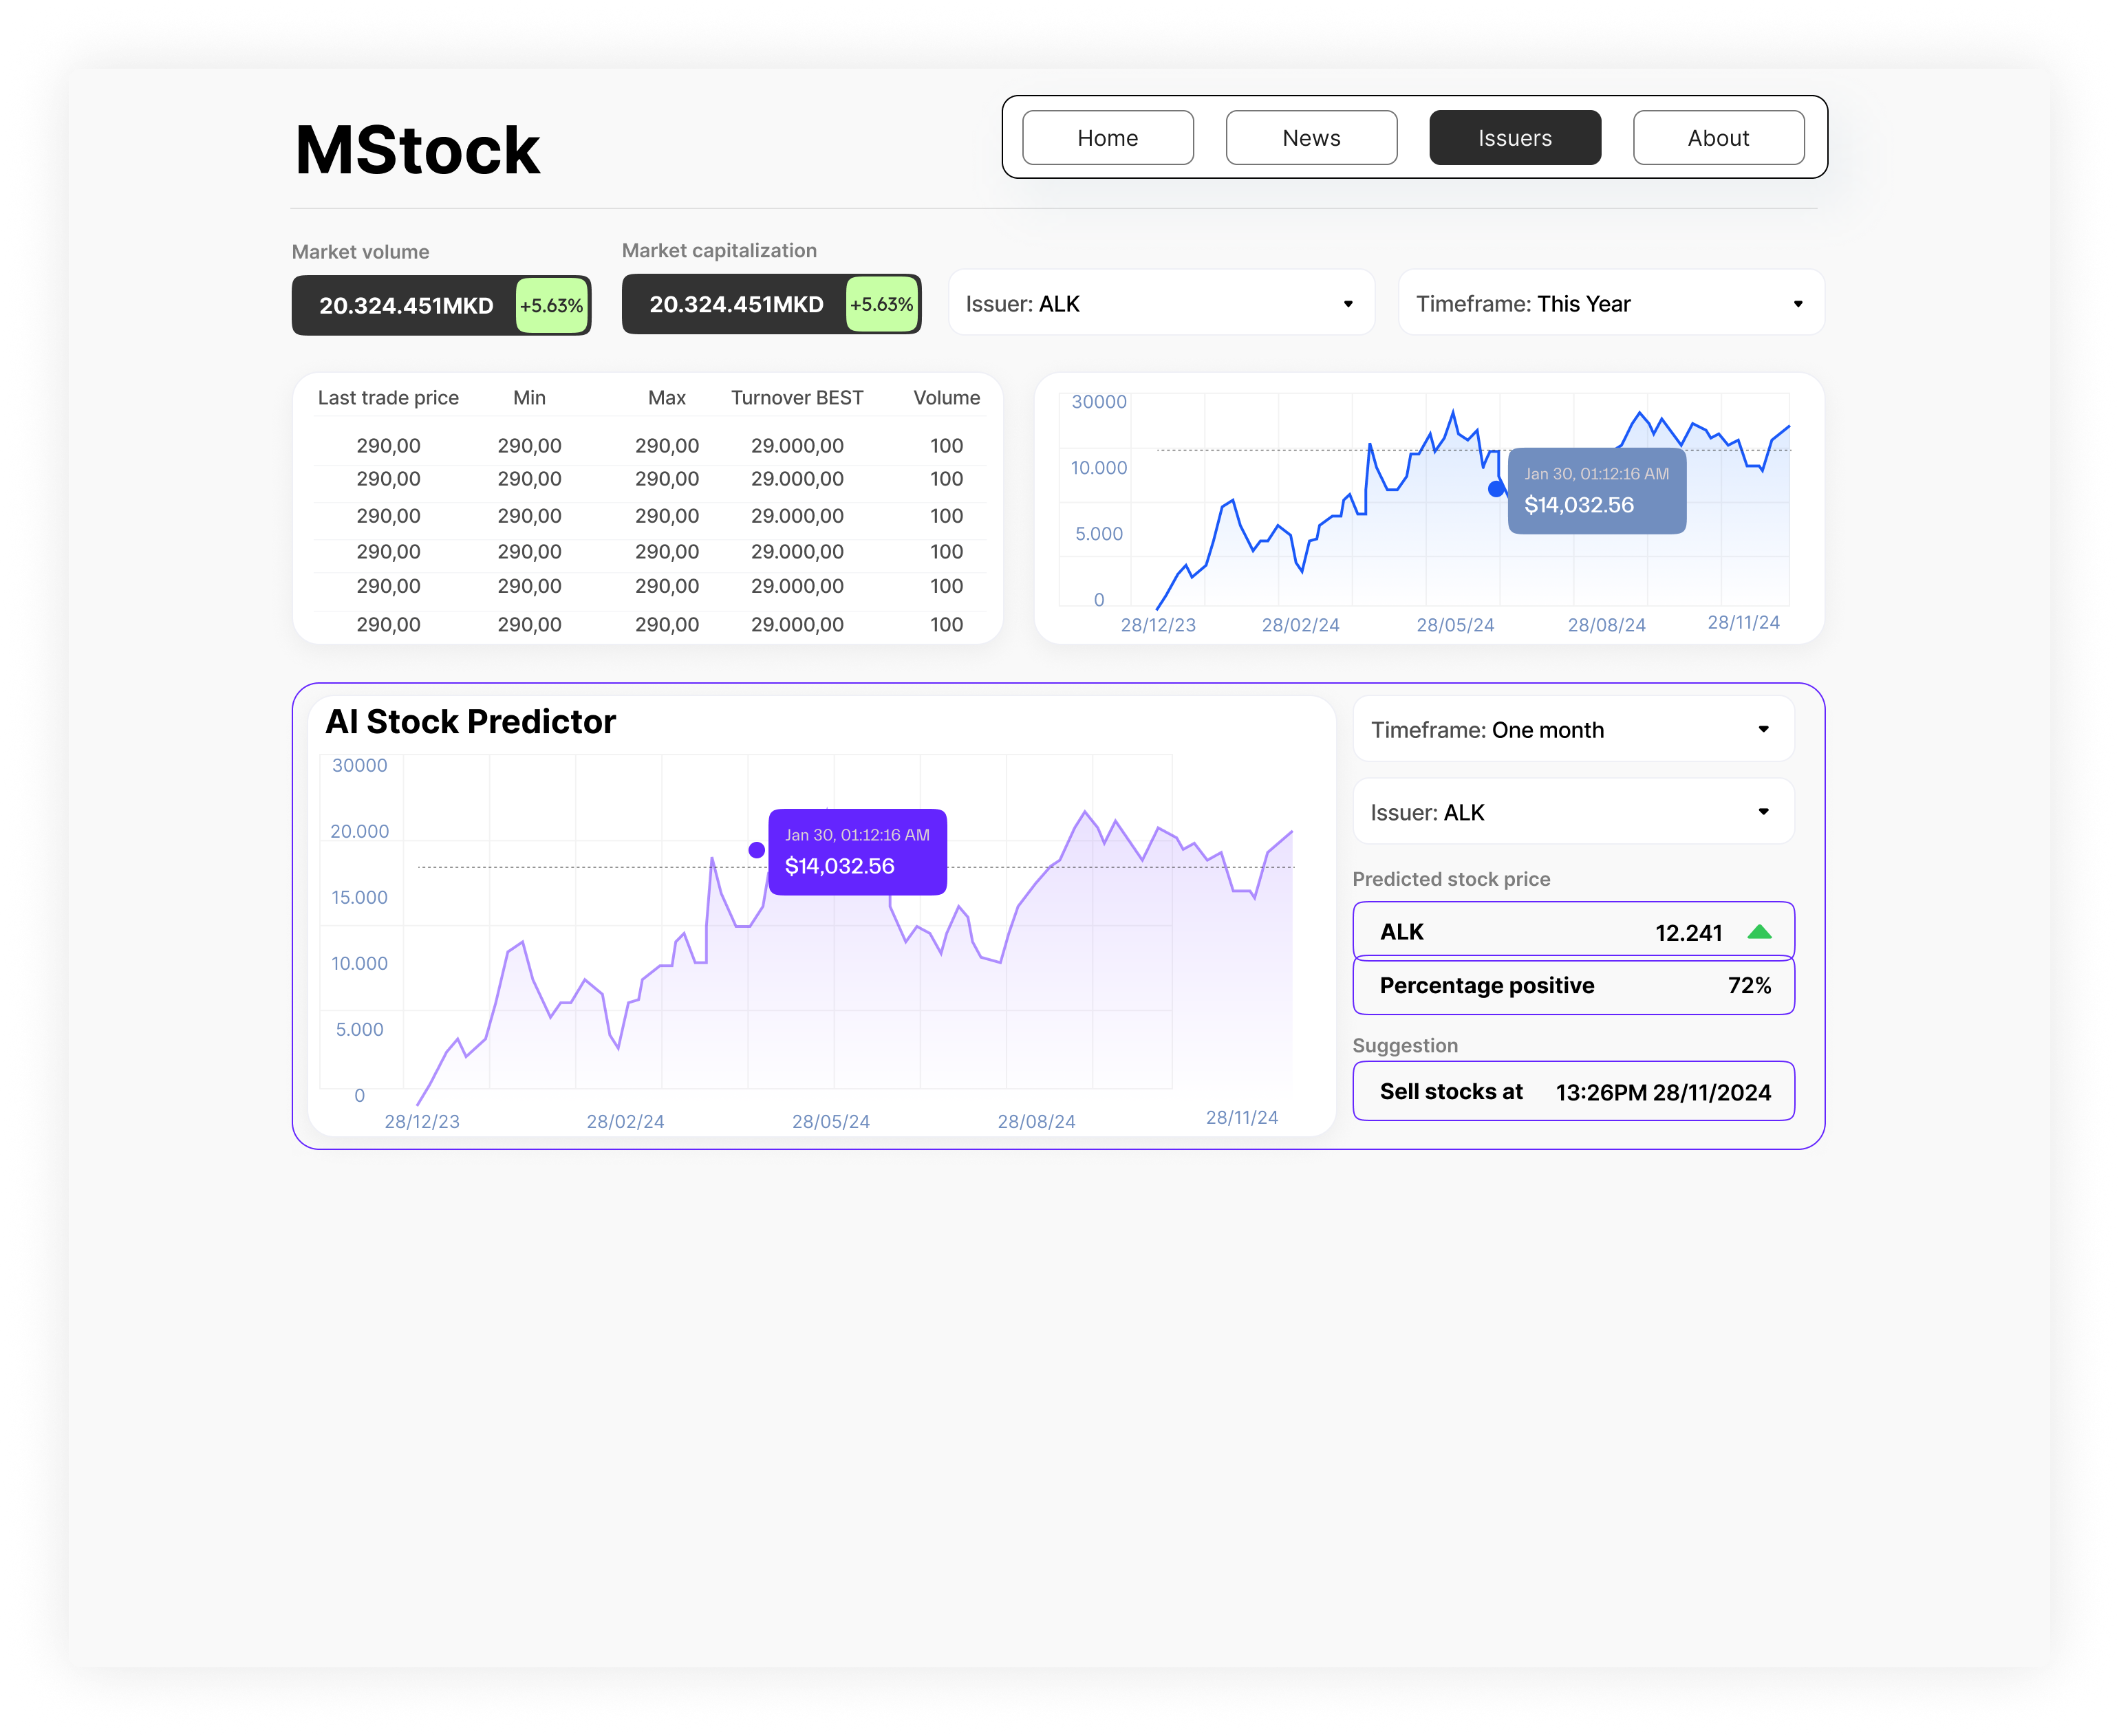 MStock
Home News Issuers About
Market volume
20.324.451MKD +5.63%
Market capitalization
20.324.451MKD +5.63%
Issuer: ALK
Timeframe: This Year
Last trade price Min Max Turnover BEST Volume
290,00 290,00 290,00 29.000,00 100
290,00 290,00 290,00 29.000,00 100
290,00 290,00 290,00 29.000,00 100
290,00 290,00 290,00 29.000,00 100
290,00 290,00 290,00 29.000,00 100
290,00 290,00 290,00 29.000,00 100
30000
10.000
5.000
0
Jan 30, 01:12:16 AM
$14,032.56
28/12/23 28/02/24 28/05/24 28/08/24 28/11/24
AI Stock Predictor
30000
20.000
15.000
10.000
5.000
0
Jan 30, 01:12:16 AM
$14,032.56
28/12/23 28/02/24 28/05/24 28/08/24 28/11/24
Timeframe: One month
Issuer: ALK
Predicted stock price
ALK 12.241
Percentage positive 72%
Suggestion
Sell stocks at 13:26PM 28/11/2024